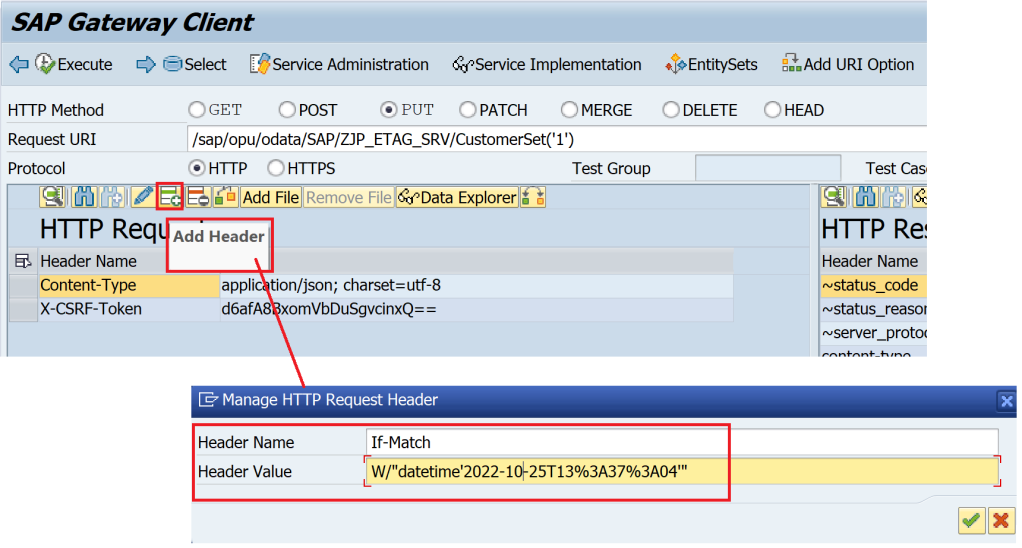 SAP Gateway Client
Execute Select Service Administration Service Implementation EntitySets Add URI Option
HTTP Method GET POST PUT PATCH MERGE DELETE HEAD
Request URI /sap/opu/odata/SAP/ZJP_ETAG_SRV/CustomerSet('1')
Protocol HTTP HTTPS Test Group Test Cas
Add File Remove File Data Explorer
HTTP Requ HTTP Res
Add Header
Header Name Header Name
Content-Type application/json; charset=utf-8 ~status_code
X-CSRF-Token d6afA8BxomVbDuSgvcinxQ== ~status_reason
~server_protoc
content-type
Manage HTTP Request Header
Header Name If-Match
Header Value W/"datetime'2022-10-25T13%3A37%3A04'"